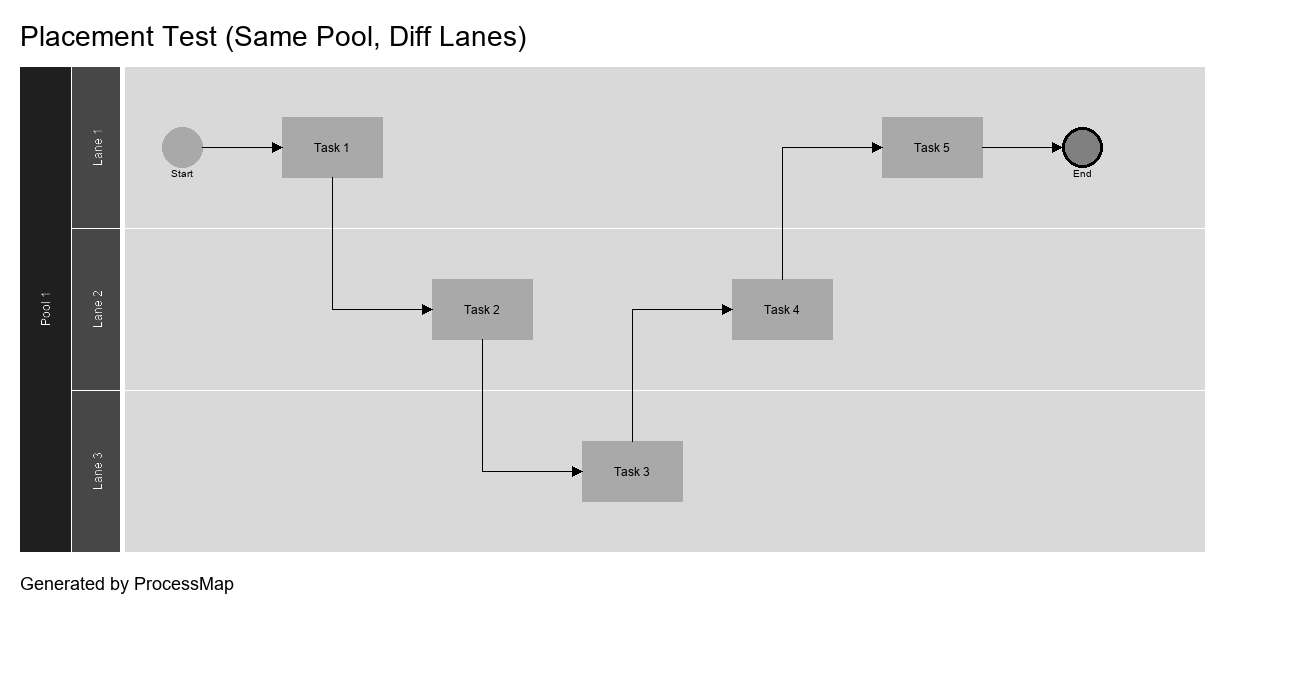 Placement Test (Same Pool, Diff Lanes)
Pool 1
Lane 1
Start
Task 1
Task 5
End
Lane 2
Task 2
Task 4
Lane 3
Task 3
Generated by ProcessMap